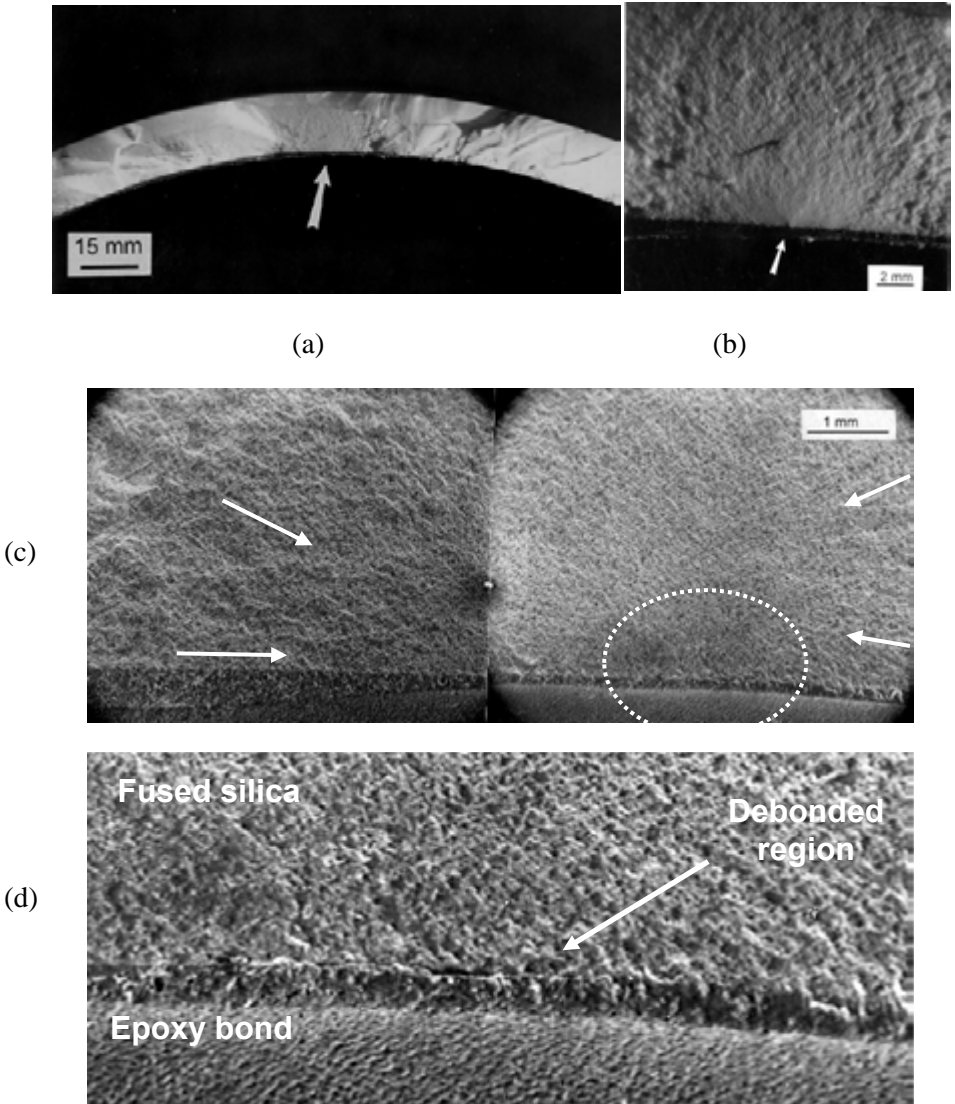 15 mm
2 mm
(a)
(b)
(c)
1 mm
(d)
Fused silica
Debonded
region
Epoxy bond